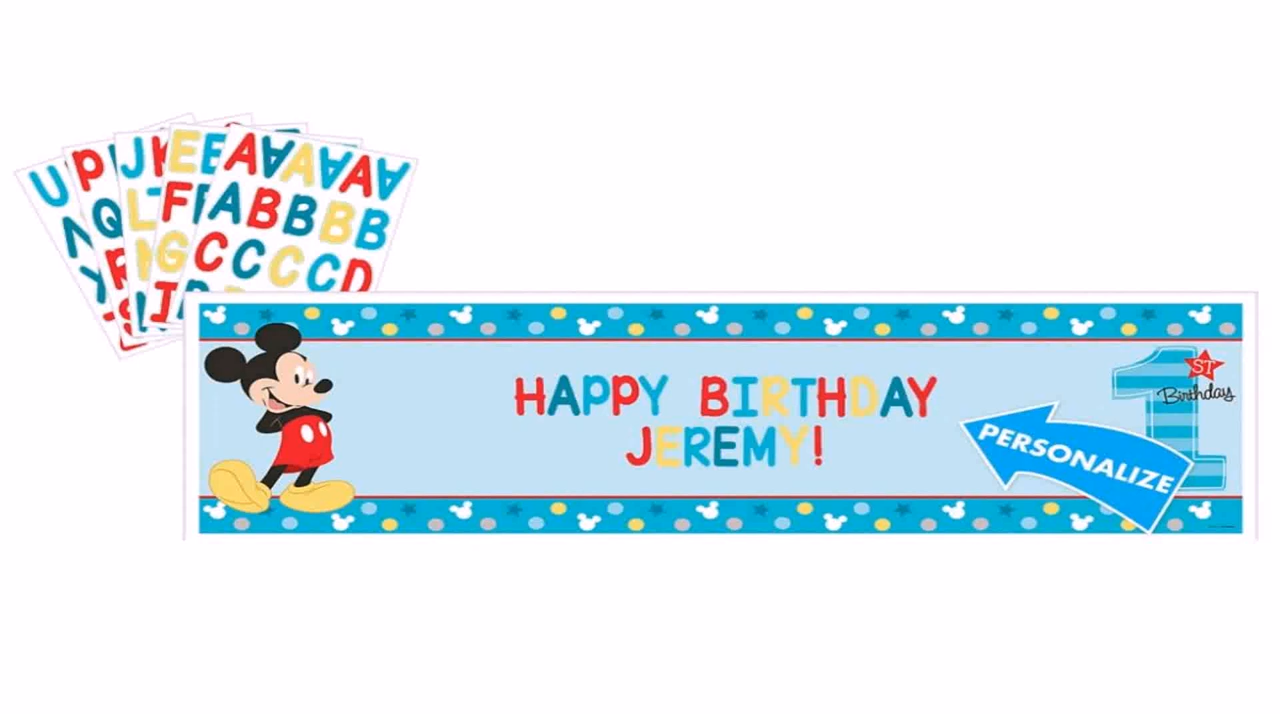 U P J K E E A A A A A A
V Q L F A B B B B
K R G C C C C D
S I
HAPPY BIRTHDAY
JEREMY!
1
ST
Birthday
PERSONALIZE